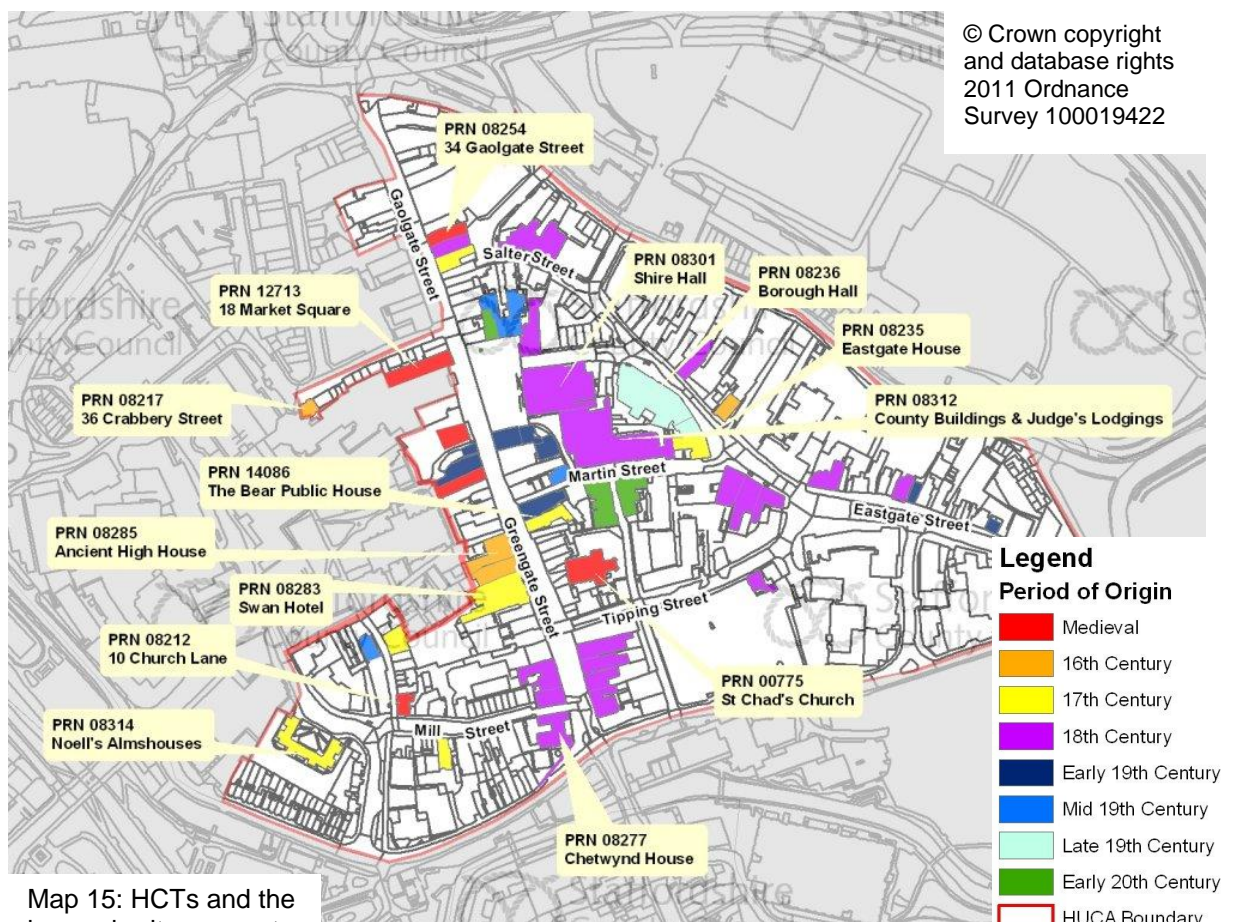 © Crown copyright
and database rights
2011 Ordnance
Survey 100019422
Staffordshire
County Council
PRN 08254
34 Gaolgate Street
Gaolgate Street
Salter Street
PRN 08301
Shire Hall
PRN 08236
Borough Hall
PRN 12713
18 Market Square
PRN 08235
Eastgate House
PRN 08217
36 Crabbery Street
PRN 08312
County Buildings & Judge's Lodgings
PRN 14086
The Bear Public House
Martin Street
Eastgate Street
PRN 08285
Ancient High House
Greengate Street
PRN 08283
Swan Hotel
Tipping Street
PRN 08212
10 Church Lane
PRN 00775
St Chad's Church
PRN 08314
Noell's Almshouses
Mill Street
PRN 08277
Chetwynd House
Legend
Period of Origin
Medieval
16th Century
17th Century
18th Century
Early 19th Century
Mid 19th Century
Late 19th Century
Early 20th Century
HUCA Boundary
Map 15: HCTs and the